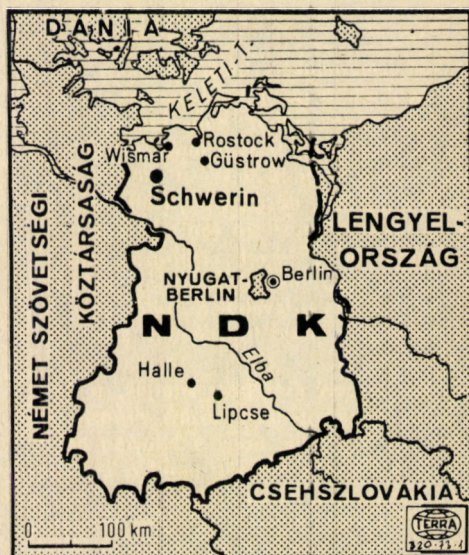 DÁNIA
KELETI-T.
Rostock
Wismar
Güstrow
Schwerin
NÉMET SZÖVETSÉGI
KÖZTÁRSASÁG
LENGYEL-
ORSZÁG
NYUGAT-
BERLIN
Berlin
NDK
Elba
Halle
Lipcse
CSEHSZLOVÁKIA
0 100 km
TERRA